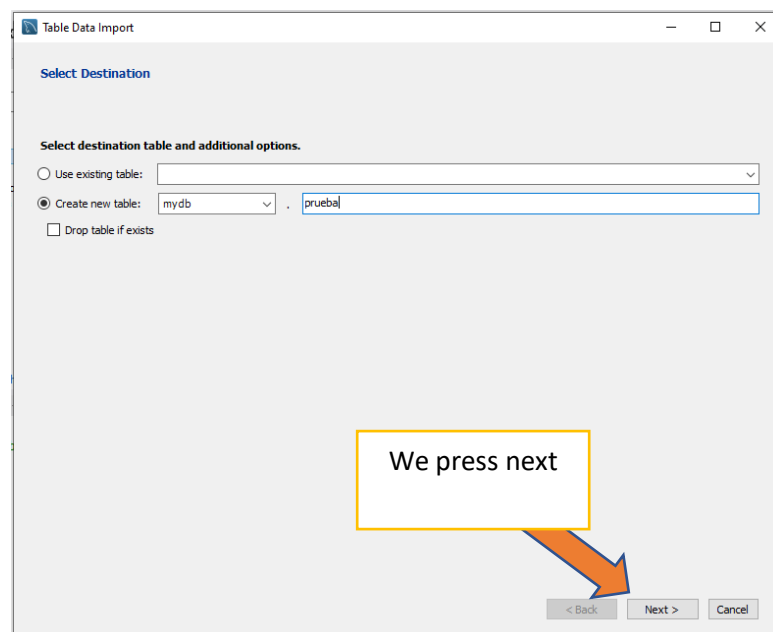 Table Data Import
Select Destination
Select destination table and additional options.
Use existing table:
Create new table: mydb . prueba
Drop table if exists
We press next
< Back Next > Cancel